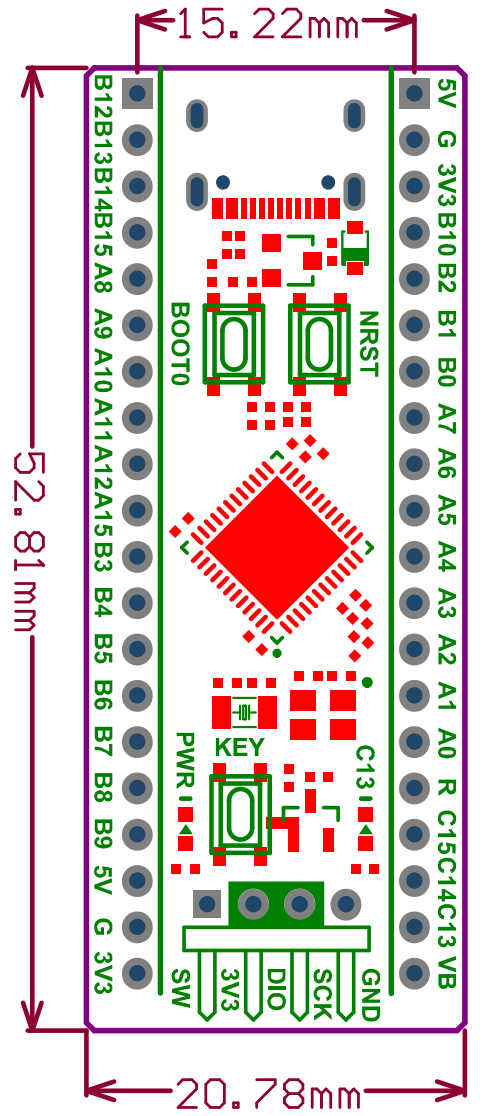 15.22mm
52.81mm
B12
B13
B14
B15
A8
A9
A10
A11
A12
A15
B3
B4
B5
B6
B7
B8
B9
5V
G
3V3
5V
G
3V3
B10
B2
B1
B0
A7
A6
A5
A4
A3
A2
A1
A0
R
C15
C14
C13
VB
BOOT0
NRST
KEY
PWR
C13
SW
3V3
DIO
SCK
GND
20.78mm